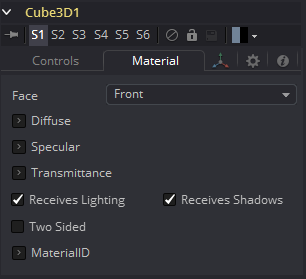 Cube3D1
S1 S2 S3 S4 S5 S6
Controls Material
Face Front
Diffuse
Specular
Transmittance
Receives Lighting Receives Shadows
Two Sided
MaterialID